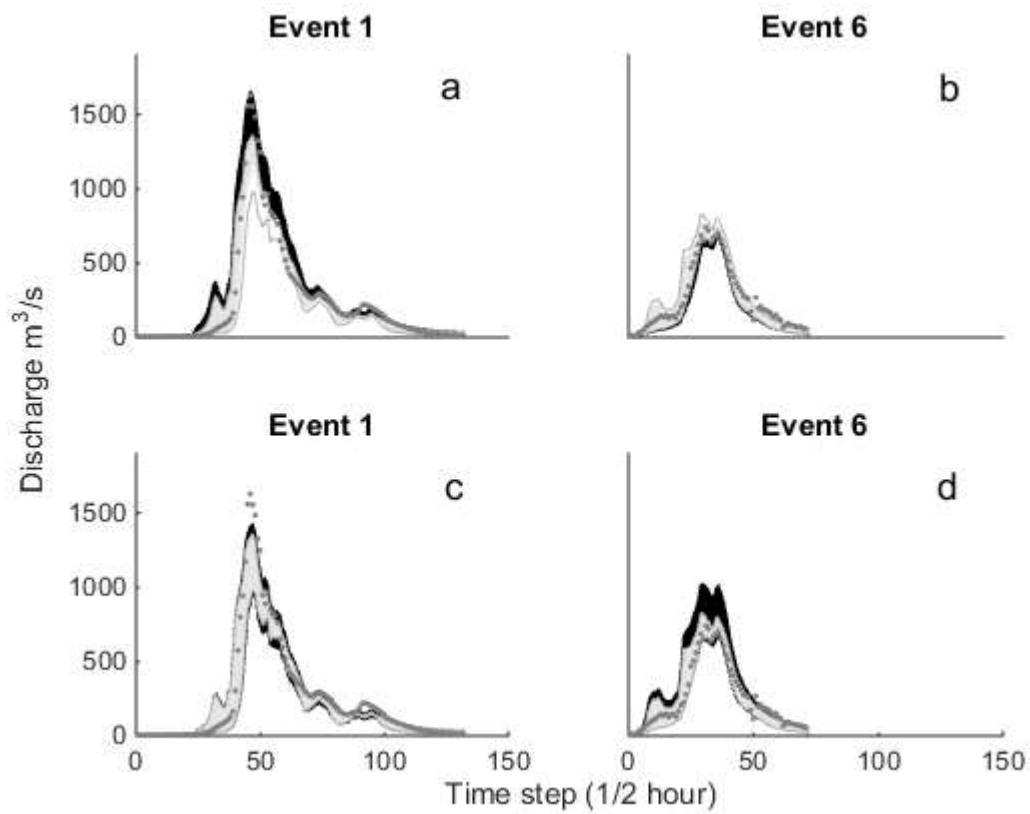 Event 1
Event 6
a
b
1500
1000
500
0
Event 1
Event 6
c
d
1500
1000
500
0
0 50 100 150
0 50 100 150
Discharge m³/s
Time step (1/2 hour)